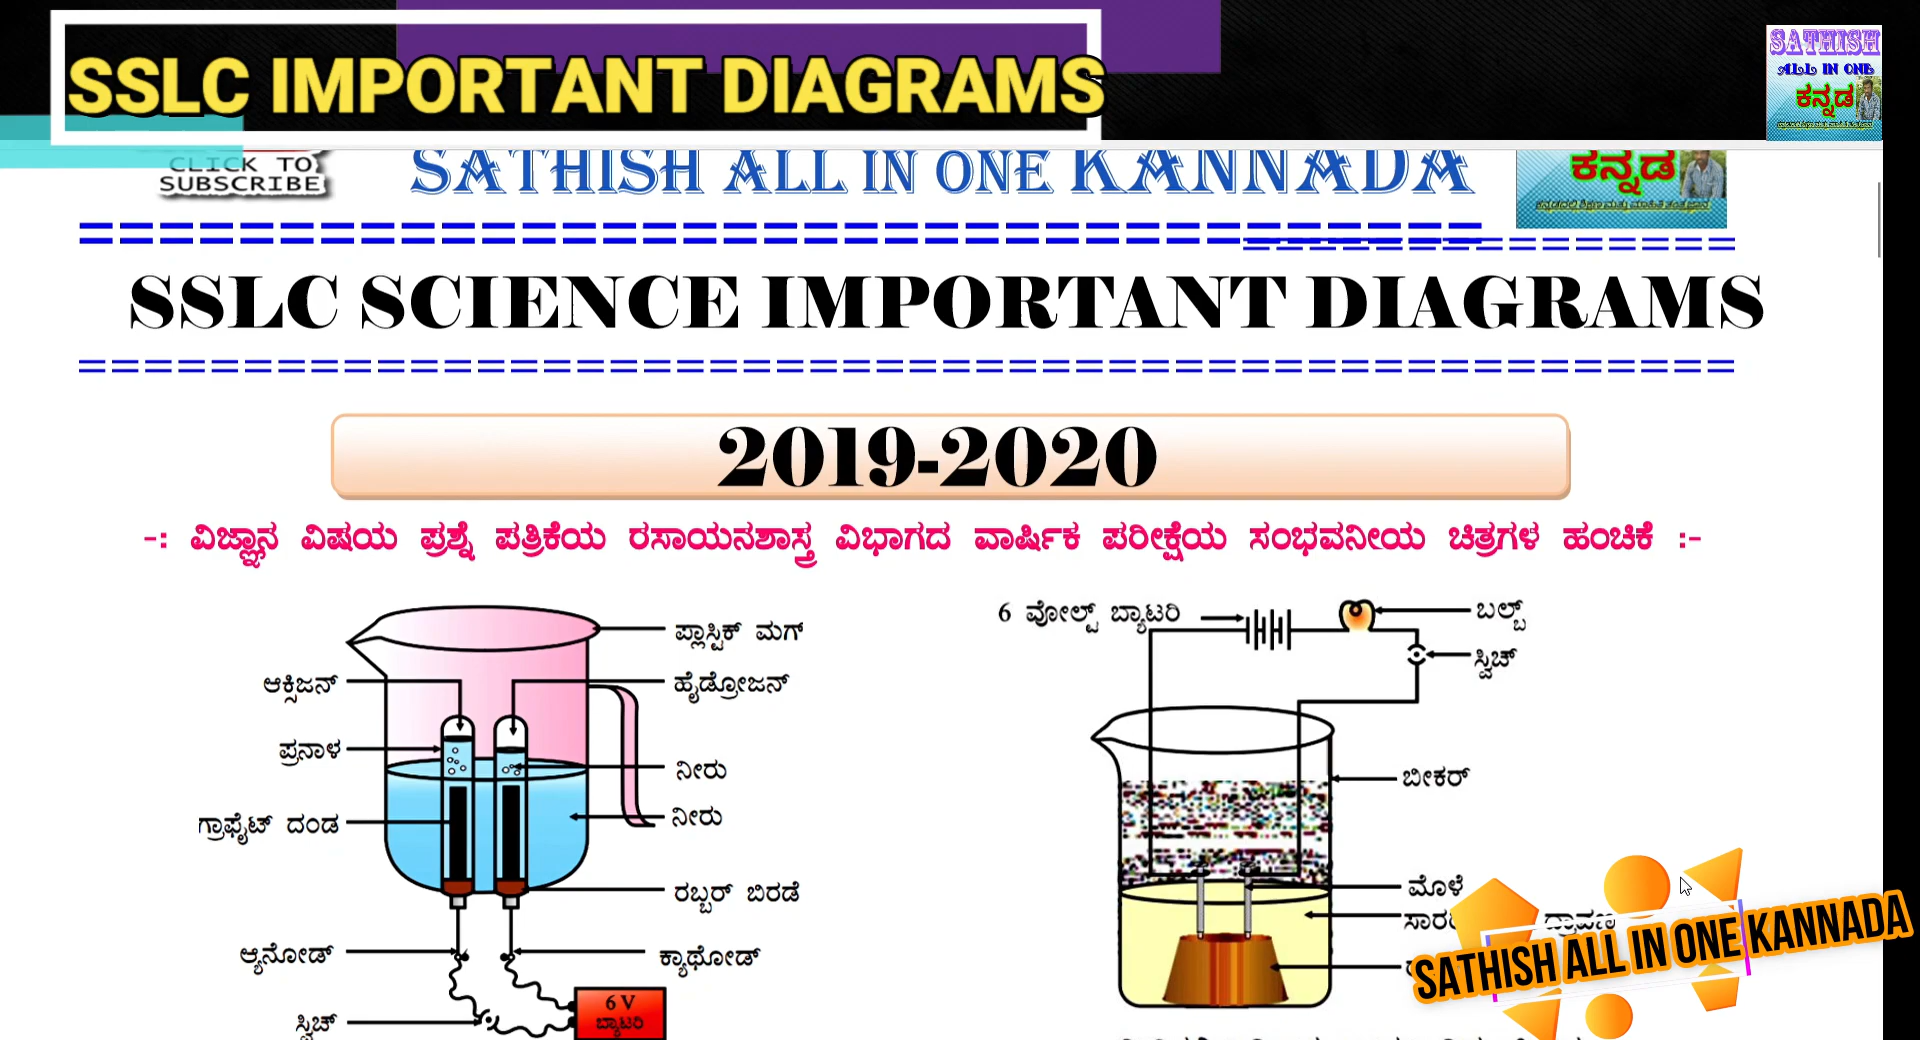 SSLC IMPORTANT DIAGRAMS
SATHISH
ALL IN ONE
ಕನ್ನಡ
CLICK TO
SUBSCRIBE
SATHISH ALL IN ONE KANNADA
ಕನ್ನಡ
SSLC SCIENCE IMPORTANT DIAGRAMS
2019-2020
-: ವಿಜ್ಞಾನ ವಿಷಯ ಪ್ರಶ್ನೆ ಪತ್ರಿಕೆಯ ರಸಾಯನಶಾಸ್ತ್ರ ವಿಭಾಗದ ವಾರ್ಷಿಕ ಪರೀಕ್ಷೆಯ ಸಂಭವನೀಯ ಚಿತ್ರಗಳ ಹಂಚಿಕೆ :-
ಪ್ಲಾಸ್ಟಿಕ್ ಮಗ್
ಆಕ್ಸಿಜನ್
ಹೈಡ್ರೋಜನ್
ಪ್ರನಾಳ
ನೀರು
ನೀರು
ಗ್ರಾಫೈಟ್ ದಂಡ
ರಬ್ಬರ್ ಬಿರಡೆ
ಆ್ಯನೋಡ್
ಕ್ಯಾಥೋಡ್
6 V
ಬ್ಯಾಟರಿ
ಸ್ವಿಚ್
6 ವೋಲ್ಟ್ ಬ್ಯಾಟರಿ
ಬಲ್ಬ್
ಸ್ವಿಚ್
ಬೀಕರ್
ಮೊಳೆ
ದ್ರಾವಣ
SATHISH ALL IN ONE KANNADA